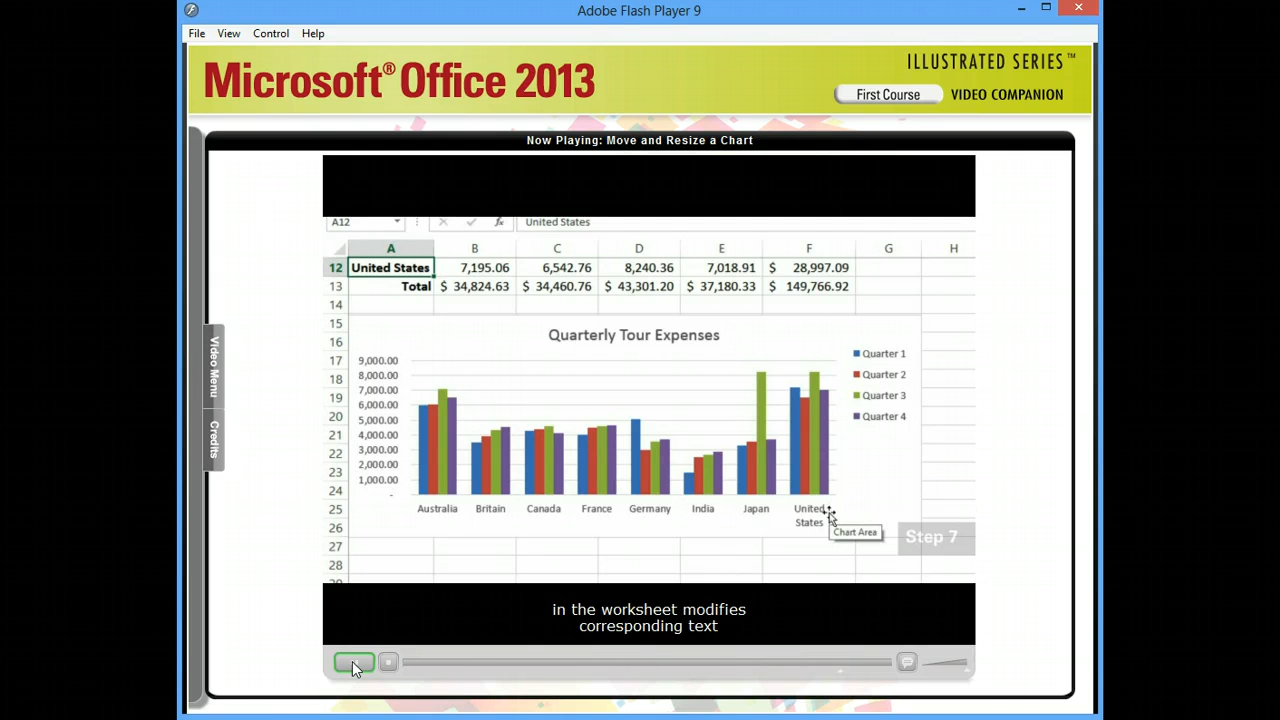 Adobe Flash Player 9
File View Control Help
Microsoft® Office 2013
ILLUSTRATED SERIES™
First Course VIDEO COMPANION
Now Playing: Move and Resize a Chart
A12 fx United States
A B C D E F G H
12 United States 7,195.06 6,542.76 8,240.36 7,018.91 $ 28,997.09
13 Total $ 34,824.63 $ 34,460.76 $ 43,301.20 $ 37,180.33 $ 149,766.92
14
15
16
17
18
19
20
21
22
23
24
25
26
27
28
Quarterly Tour Expenses
9,000.00
8,000.00
7,000.00
6,000.00
5,000.00
4,000.00
3,000.00
2,000.00
1,000.00
-
Quarter 1
Quarter 2
Quarter 3
Quarter 4
Australia Britain Canada France Germany India Japan United
States
Chart Area
Step 7
Video Menu
Credits
in the worksheet modifies
corresponding text